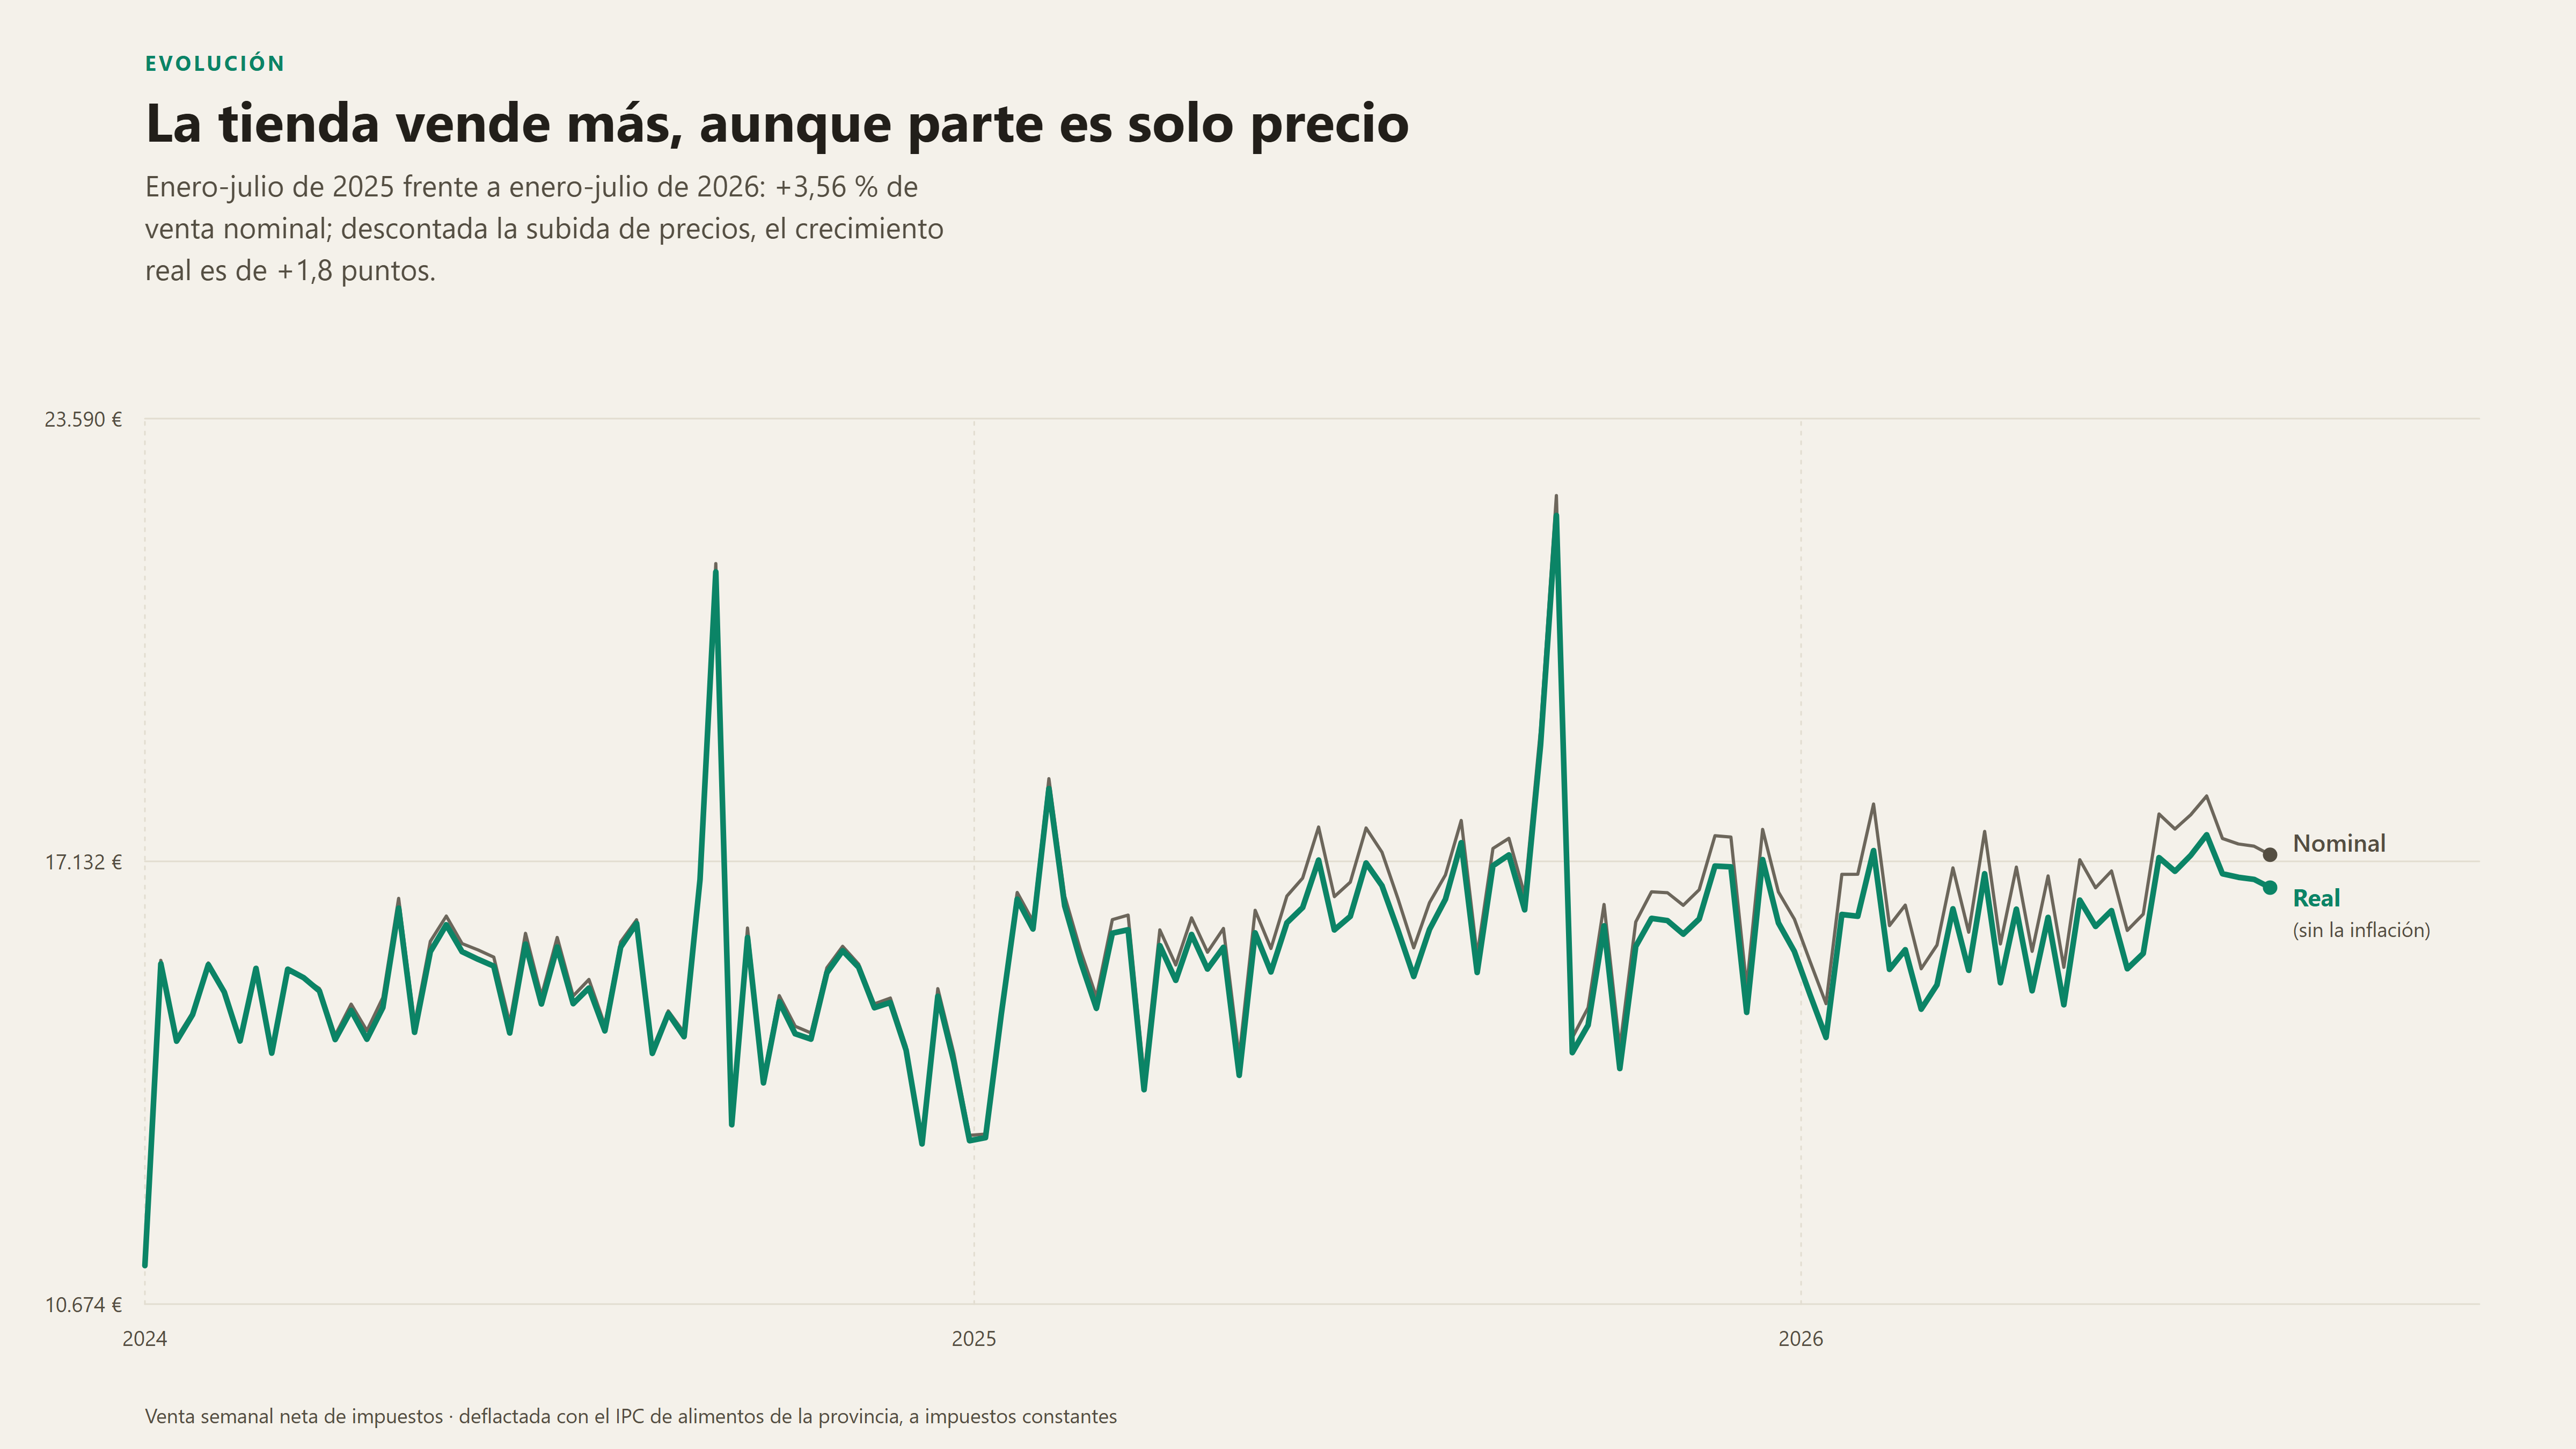 EVOLUCIÓN
La tienda vende más, aunque parte es solo precio
Enero-julio de 2025 frente a enero-julio de 2026: +3,56 % de
venta nominal; descontada la subida de precios, el crecimiento
real es de +1,8 puntos.
23.590 €
17.132 €
10.674 €
Nominal
Real
(sin la inflación)
2024
2025
2026
Venta semanal neta de impuestos · deflactada con el IPC de alimentos de la provincia, a impuestos constantes